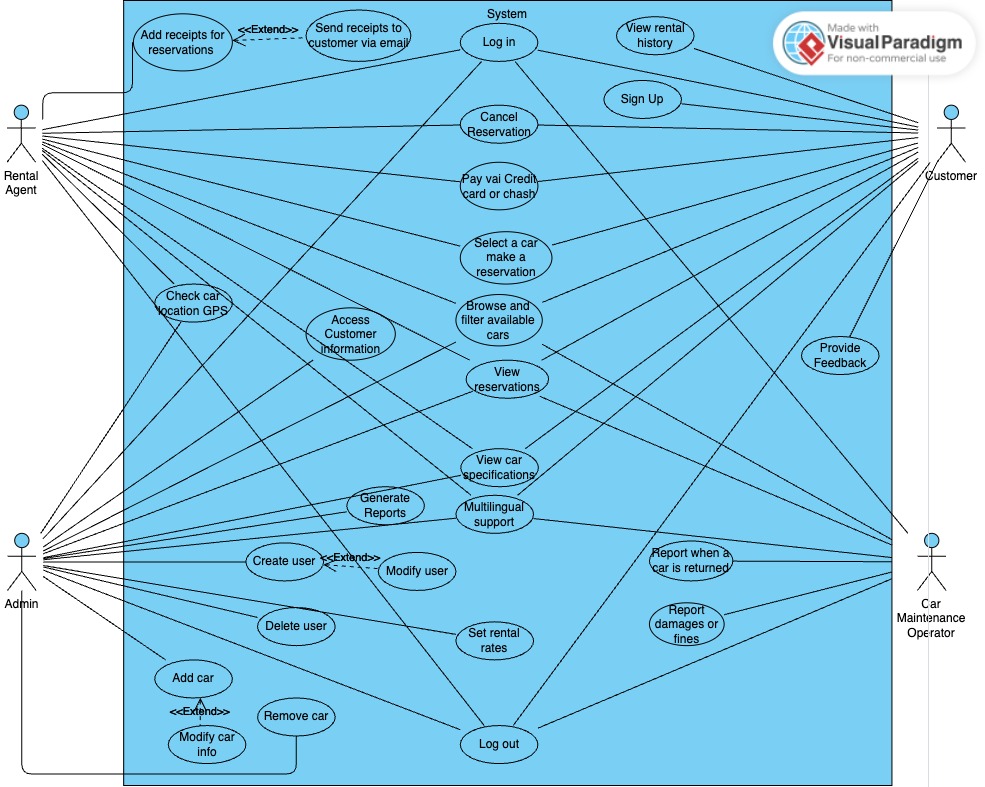 System
Made with
VisualParadigm
For non-commercial use
Add receipts for
reservations
<<Extend>>
Send receipts to
customer via email
Log in
View rental
history
Sign Up
Cancel
Reservation
Rental
Agent
Customer
Pay vai Credit
card or chash
Select a car
make a
reservation
Check car
location GPS
Access
Customer
information
Browse and
filter available
cars
View
reservations
Provide
Feedback
View car
specifications
Generate
Reports
Multilingual
support
Create user
<<Extend>>
Modify user
Report when a
car is returned
Admin
Car
Maintenance
Operator
Delete user
Set rental
rates
Report
damages or
fines
Add car
<<Extend>>
Modify car
info
Remove car
Log out